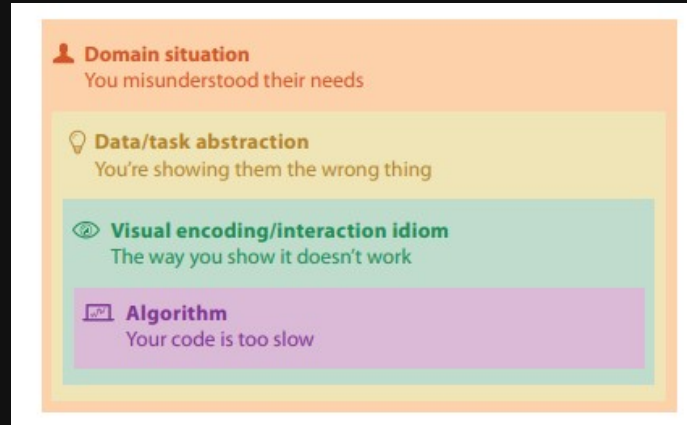 Domain situation
You misunderstood their needs
Data/task abstraction
You're showing them the wrong thing
Visual encoding/interaction idiom
The way you show it doesn't work
Algorithm
Your code is too slow